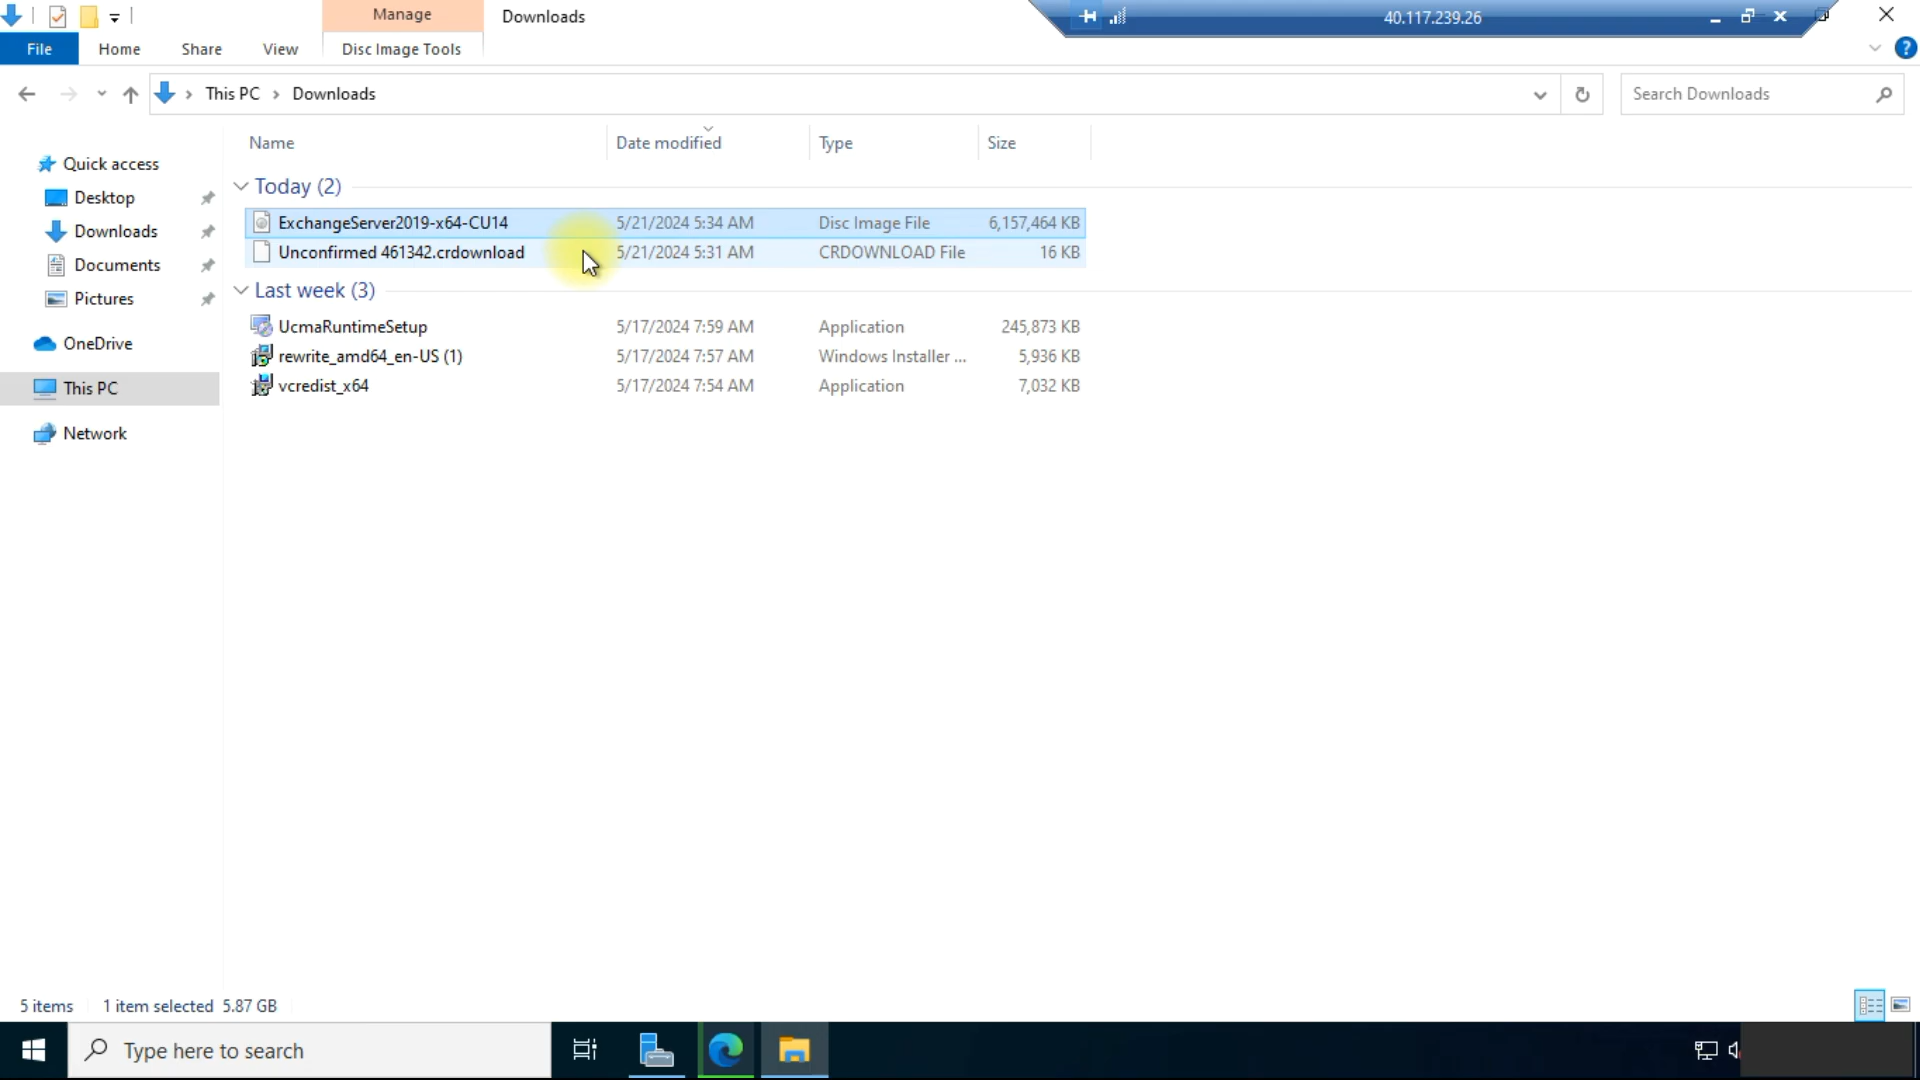 Manage
Downloads
40.117.239.26
File
Home
Share
View
Disc Image Tools
?
This PC
Downloads
Search Downloads
Name
Date modified
Type
Size
Quick access
Desktop
Downloads
Documents
Pictures
OneDrive
This PC
Network
Today (2)
ExchangeServer2019-x64-CU14 5/21/2024 5:34 AM Disc Image File 6,157,464 KB
Unconfirmed 461342.crdownload 5/21/2024 5:31 AM CRDOWNLOAD File 16 KB
Last week (3)
UcmaRuntimeSetup 5/17/2024 7:59 AM Application 245,873 KB
rewrite_amd64_en-US (1) 5/17/2024 7:57 AM Windows Installer ... 5,936 KB
vcredist_x64 5/17/2024 7:54 AM Application 7,032 KB
5 items 1 item selected 5.87 GB
Type here to search